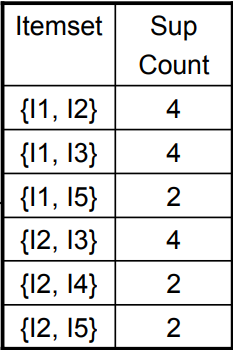 Itemset Sup
Count
{I1, I2} 4
{I1, I3} 4
{I1, I5} 2
{I2, I3} 4
{I2, I4} 2
{I2, I5} 2